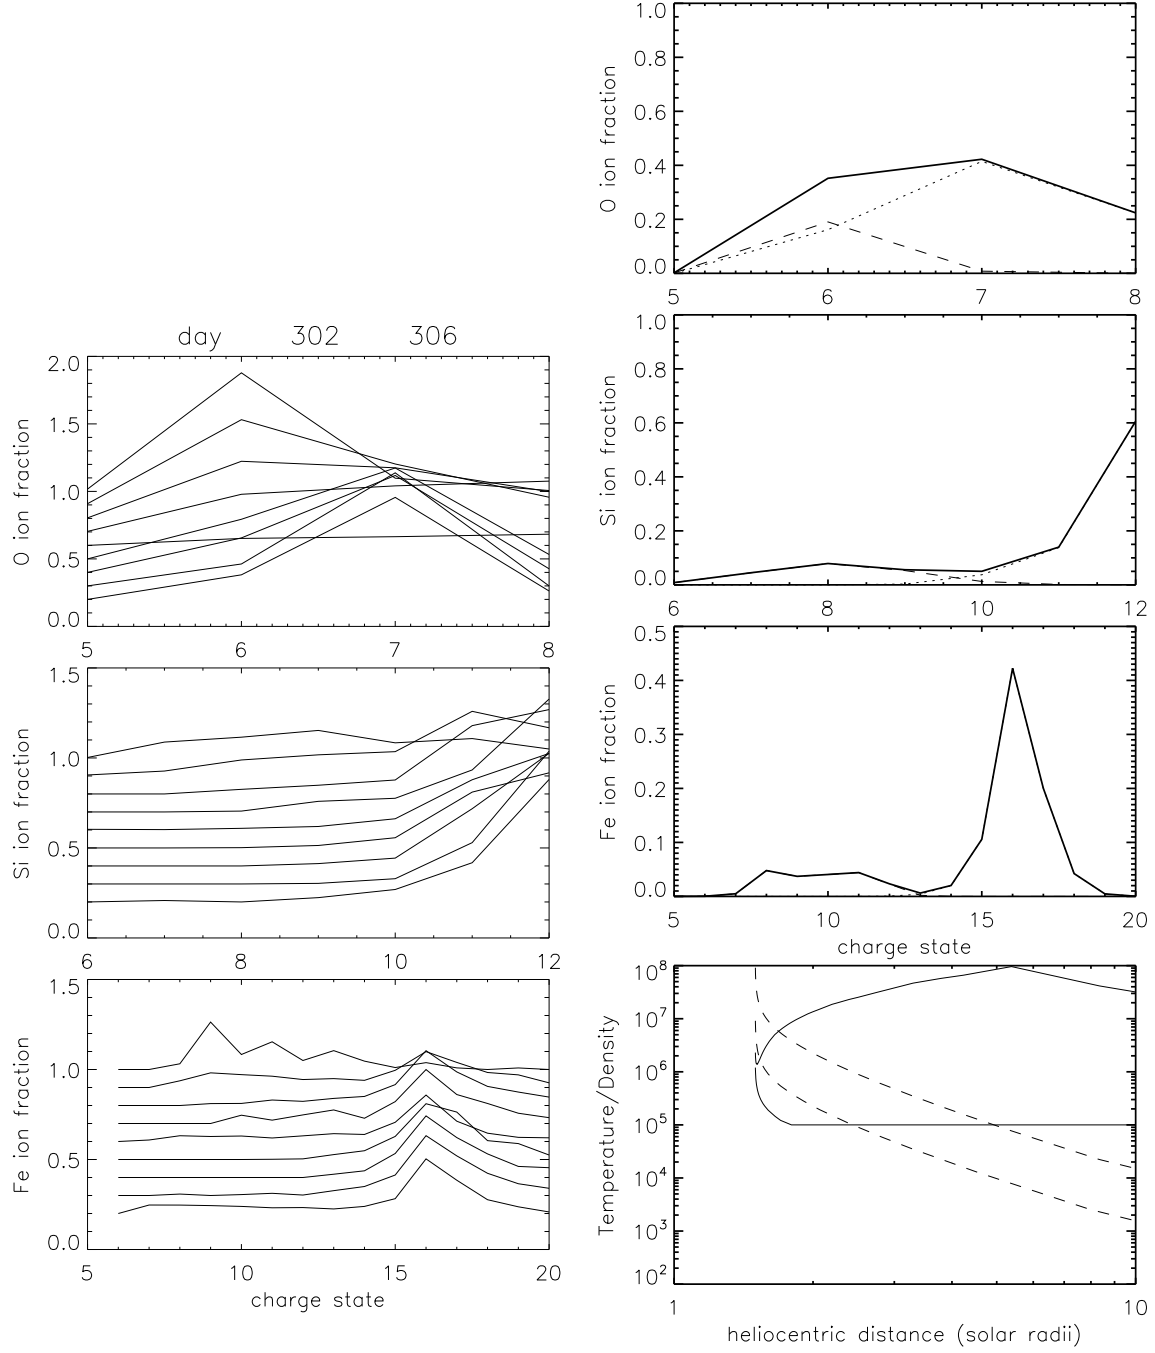 day 302 306
O ion fraction
2.0
1.5
1.0
0.5
0.0
5 6 7 8
Si ion fraction
1.5
1.0
0.5
0.0
6 8 10 12
Fe ion fraction
1.5
1.0
0.5
0.0
5 10 15 20
charge state
O ion fraction
1.0
0.8
0.6
0.4
0.2
0.0
5 6 7 8
Si ion fraction
1.0
0.8
0.6
0.4
0.2
0.0
6 8 10 12
Fe ion fraction
0.5
0.4
0.3
0.2
0.1
0.0
5 10 15 20
charge state
Temperature/Density
10⁸
10⁷
10⁶
10⁵
10⁴
10³
10²
1 10
heliocentric distance (solar radii)